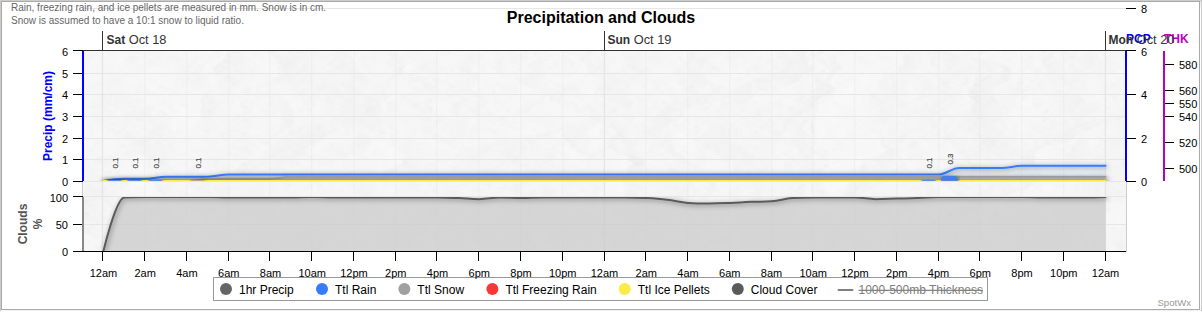 Rain, freezing rain, and ice pellets are measured in mm. Snow is in cm.
Snow is assumed to have a 10:1 snow to liquid ratio.
Precipitation and Clouds
8
Sat Oct 18
Sun Oct 19
Mon Oct 20
PCP
THK
6
5
4
3
2
1
0
Precip (mm/cm)
0.1
0.1
0.1
0.1
0.1
0.3
6
4
2
0
580
560
550
540
520
500
100
50
0
Clouds
%
12am 2am 4am 6am 8am 10am 12pm 2pm 4pm 6pm 8pm 10pm 12am 2am 4am 6am 8am 10am 12pm 2pm 4pm 6pm 8pm 10pm 12am
1hr Precip Ttl Rain Ttl Snow Ttl Freezing Rain Ttl Ice Pellets Cloud Cover 1000-500mb Thickness
SpotWx